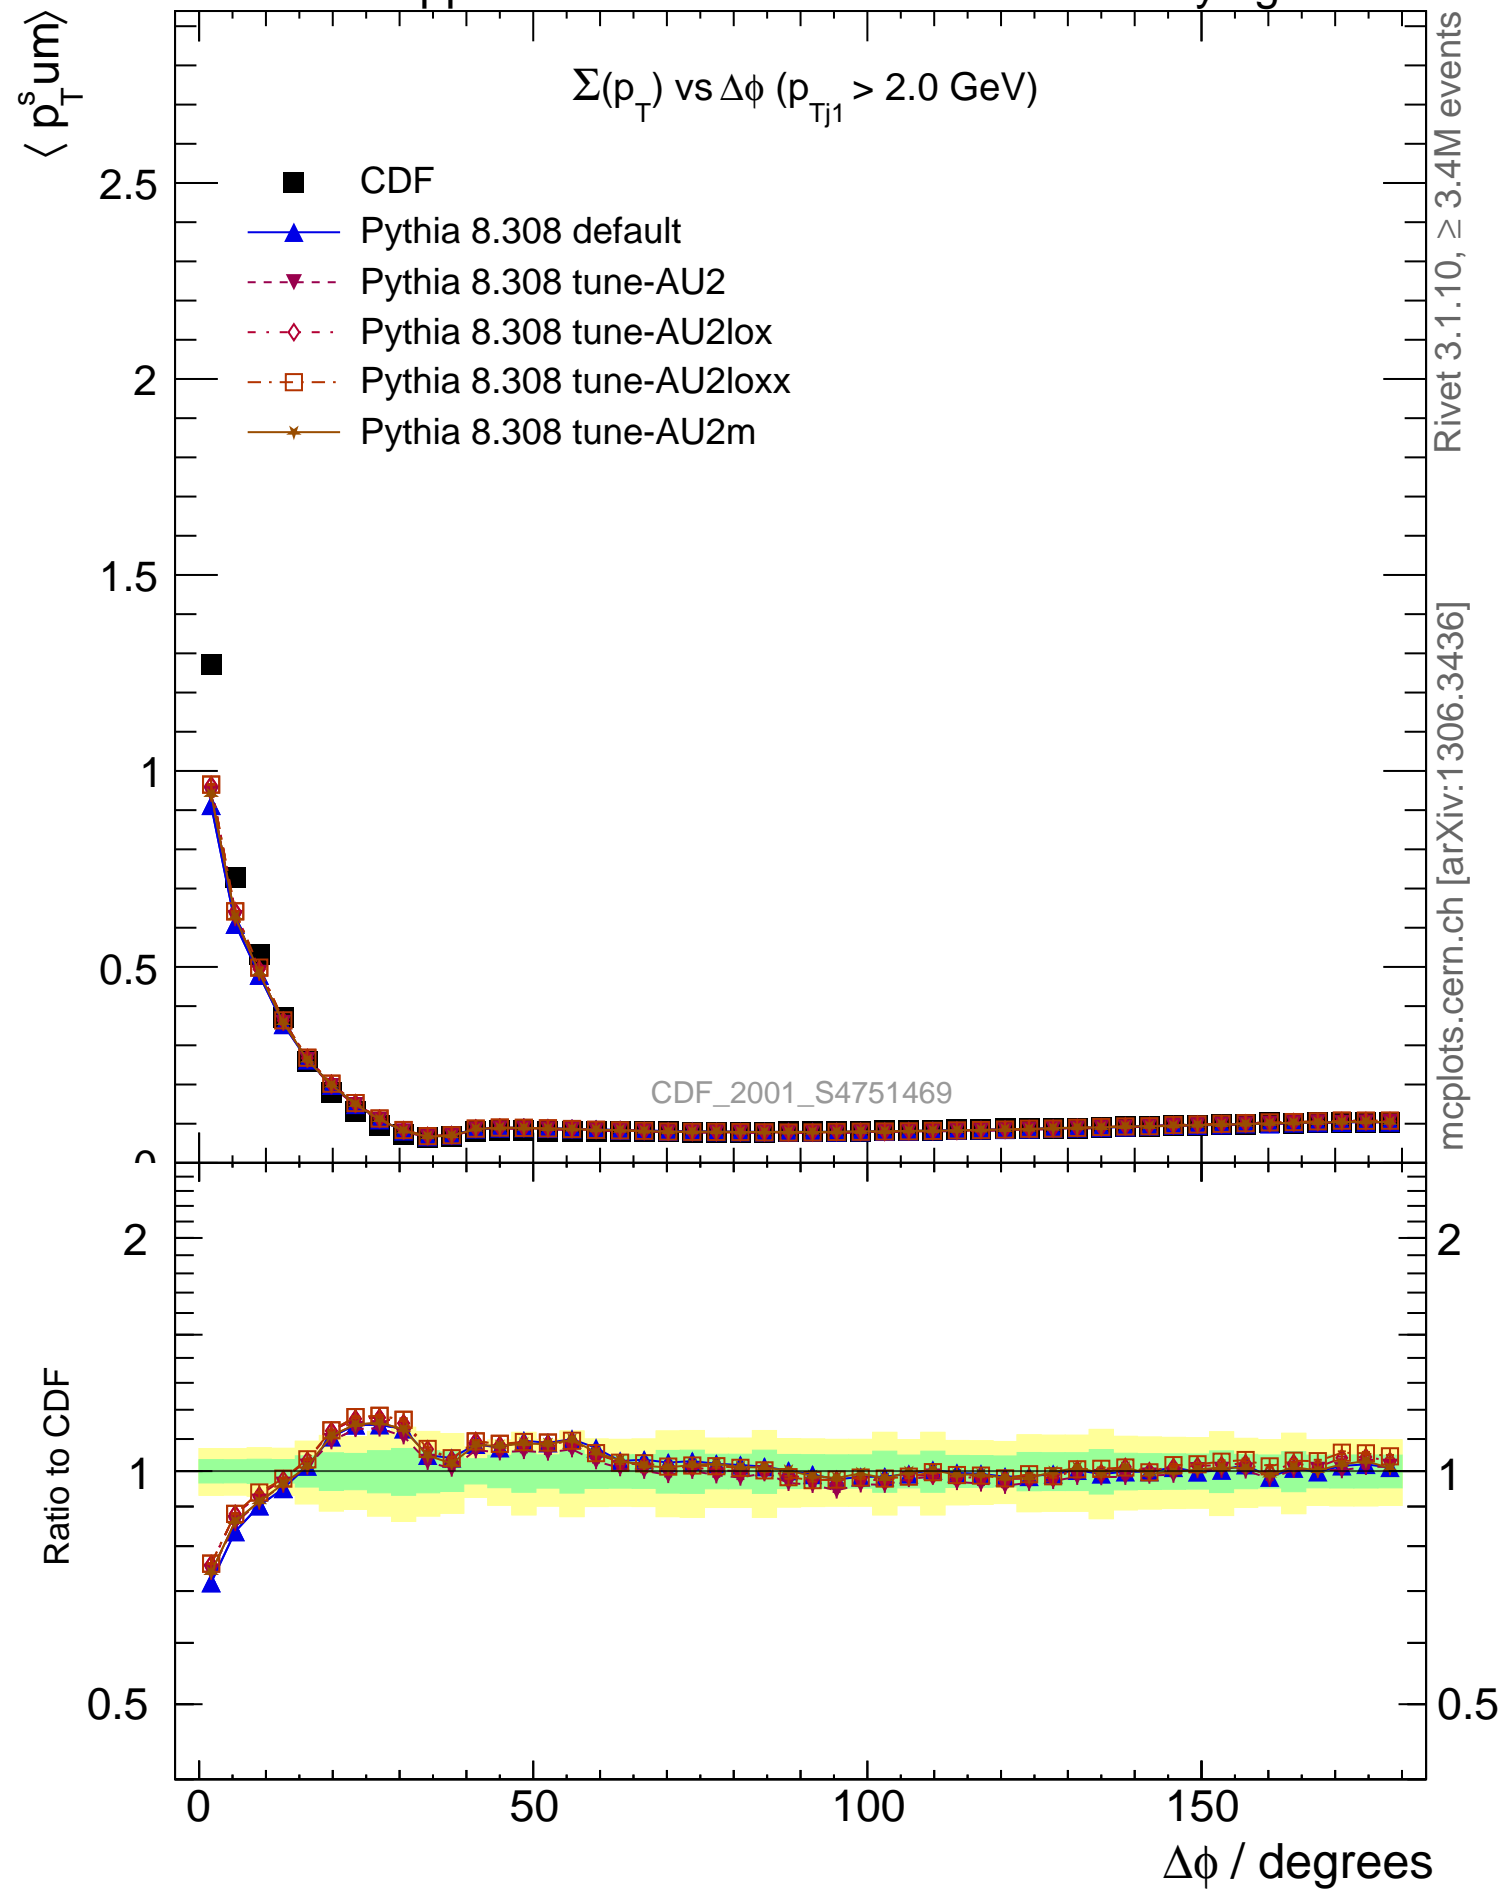 ⟨ p_T^s um⟩
Σ(p_T) vs Δϕ (p_Tj1 > 2.0 GeV)
CDF
Pythia 8.308 default
Pythia 8.308 tune-AU2
Pythia 8.308 tune-AU2lox
Pythia 8.308 tune-AU2loxx
Pythia 8.308 tune-AU2m
2.5
2
1.5
1
0.5
0
CDF_2001_S4751469
Rivet 3.1.10, ≥ 3.4M events
mcplots.cern.ch [arXiv:1306.3436]
Ratio to CDF
2
1
0.5
2
1
0.5
0
50
100
150
Δϕ / degrees